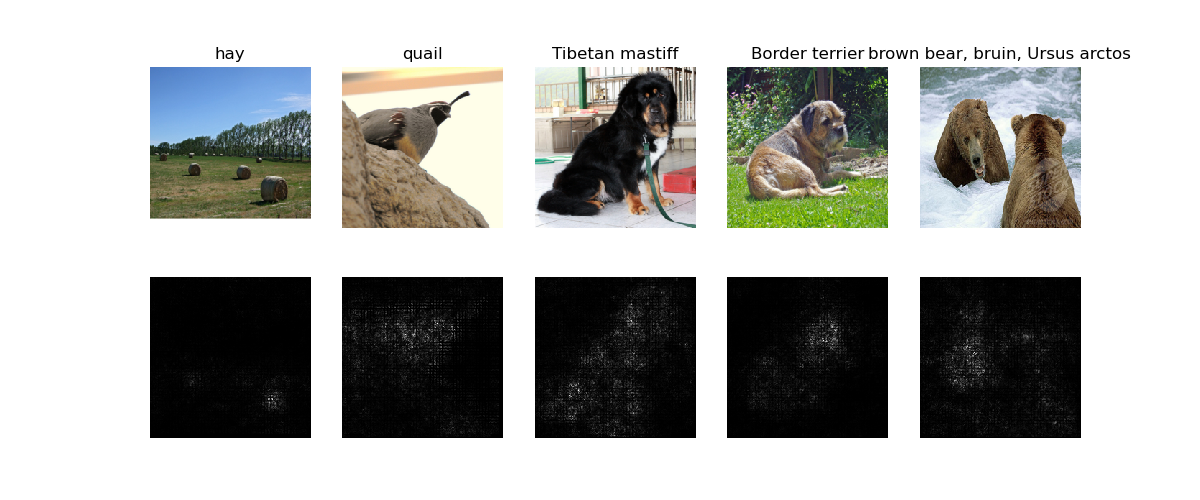 hay
quail
Tibetan mastiff
Border terrier
brown bear, bruin, Ursus arctos